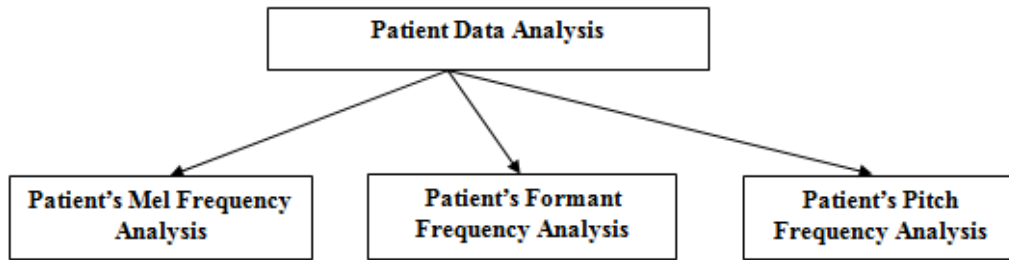 Patient Data Analysis
Patient's Mel Frequency
Analysis
Patient's Formant
Frequency Analysis
Patient's Pitch
Frequency Analysis